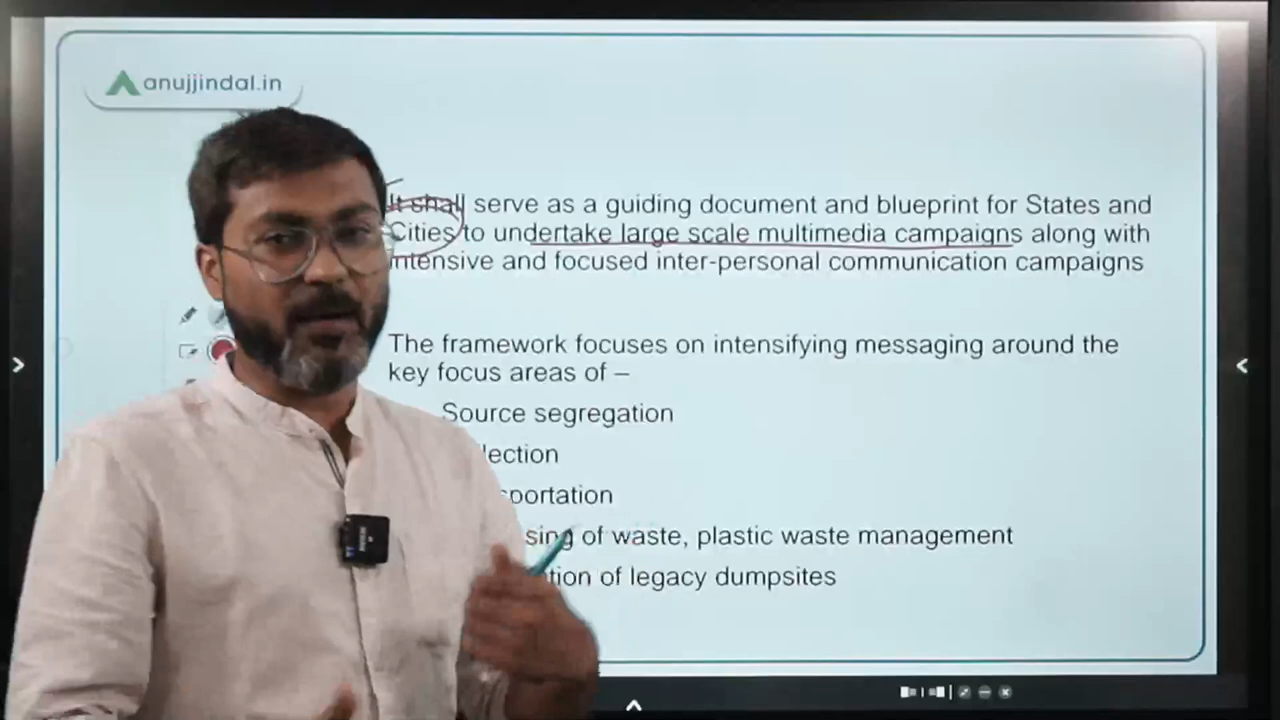 anujjindal.in
It shall serve as a guiding document and blueprint for States and
Cities to undertake large scale multimedia campaigns along with
intensive and focused inter-personal communication campaigns
The framework focuses on intensifying messaging around the
key focus areas of –
Source segregation
lection
sportation
sing of waste, plastic waste management
tion of legacy dumpsites